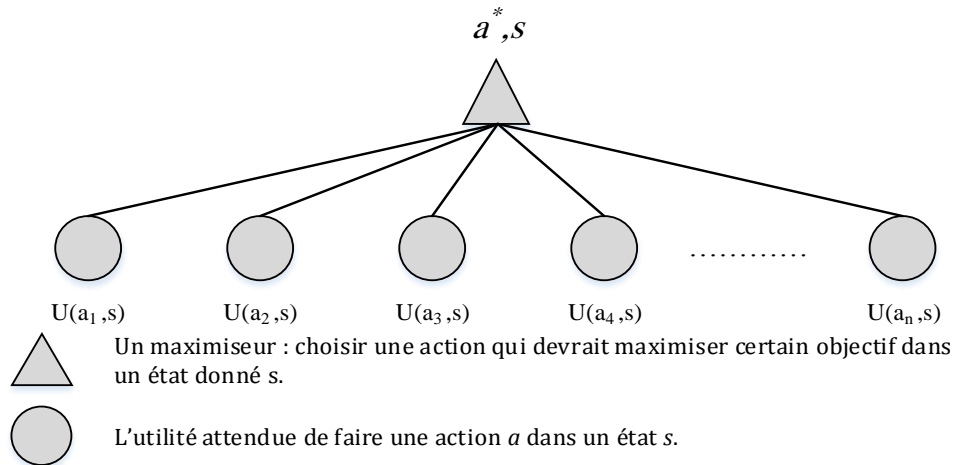 a*,s
U(a₁,s) U(a₂,s) U(a₃,s) U(a₄,s) ............ U(aₙ,s)
Un maximiseur : choisir une action qui devrait maximiser certain objectif dans
un état donné s.
L'utilité attendue de faire une action a dans un état s.